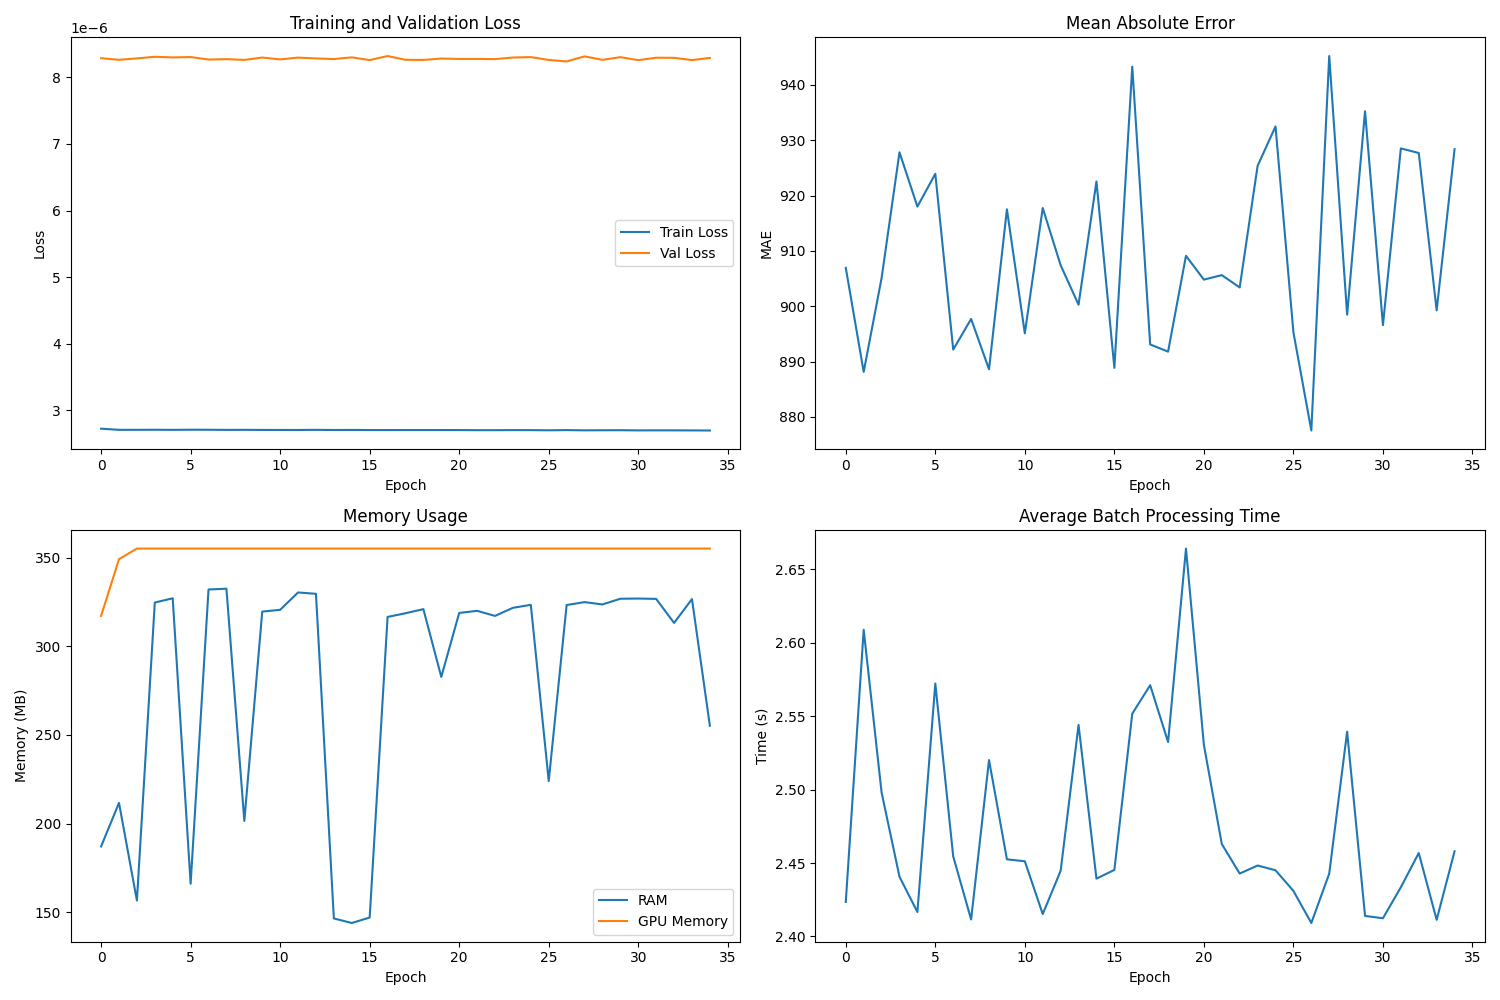 Training and Validation Loss
1e−6
8
7
6
5
4
3
Loss
Train Loss
Val Loss
0 5 10 15 20 25 30 35
Epoch
Mean Absolute Error
940
930
920
910
900
890
880
MAE
0 5 10 15 20 25 30 35
Epoch
Memory Usage
350
300
250
200
150
Memory (MB)
RAM
GPU Memory
0 5 10 15 20 25 30 35
Epoch
Average Batch Processing Time
2.65
2.60
2.55
2.50
2.45
2.40
Time (s)
0 5 10 15 20 25 30 35
Epoch